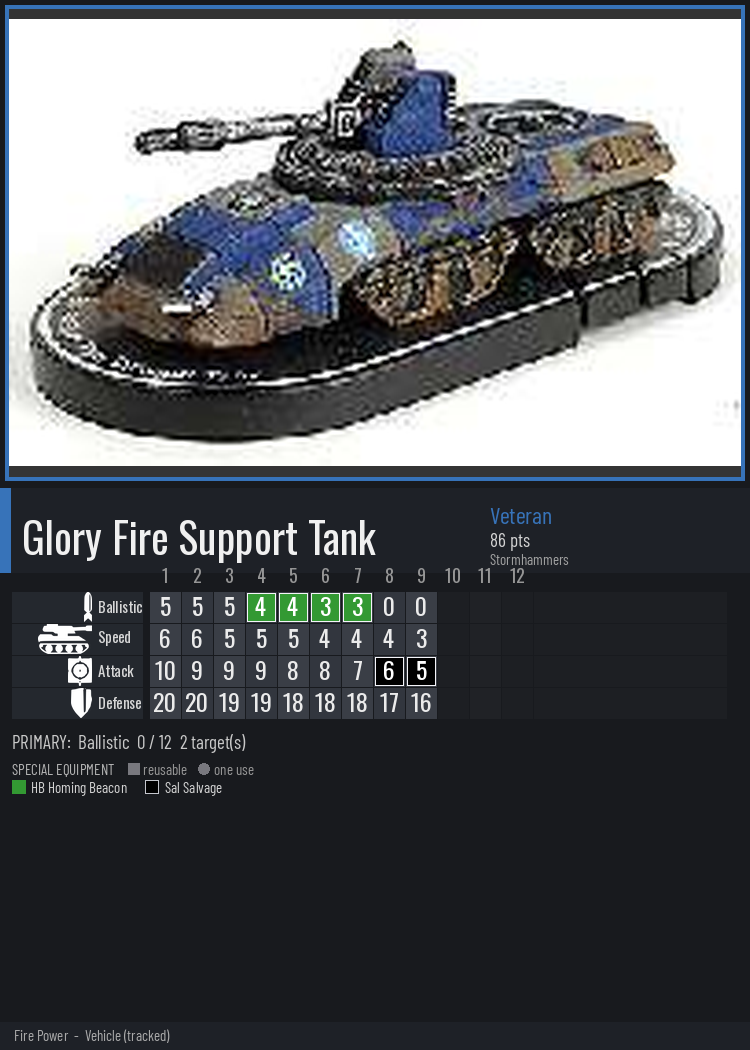 Glory Fire Support Tank
Veteran
86 pts
Stormhammers
1 2 3 4 5 6 7 8 9 10 11 12
Ballistic 5 5 5 4 4 3 3 0 0
Speed 6 6 5 5 5 4 4 4 3
Attack 10 9 9 9 8 8 7 6 5
Defense 20 20 19 19 18 18 18 17 16
PRIMARY: Ballistic 0 / 12 2 target(s)
SPECIAL EQUIPMENT reusable one use
HB Homing Beacon Sal Salvage
Fire Power - Vehicle (tracked)